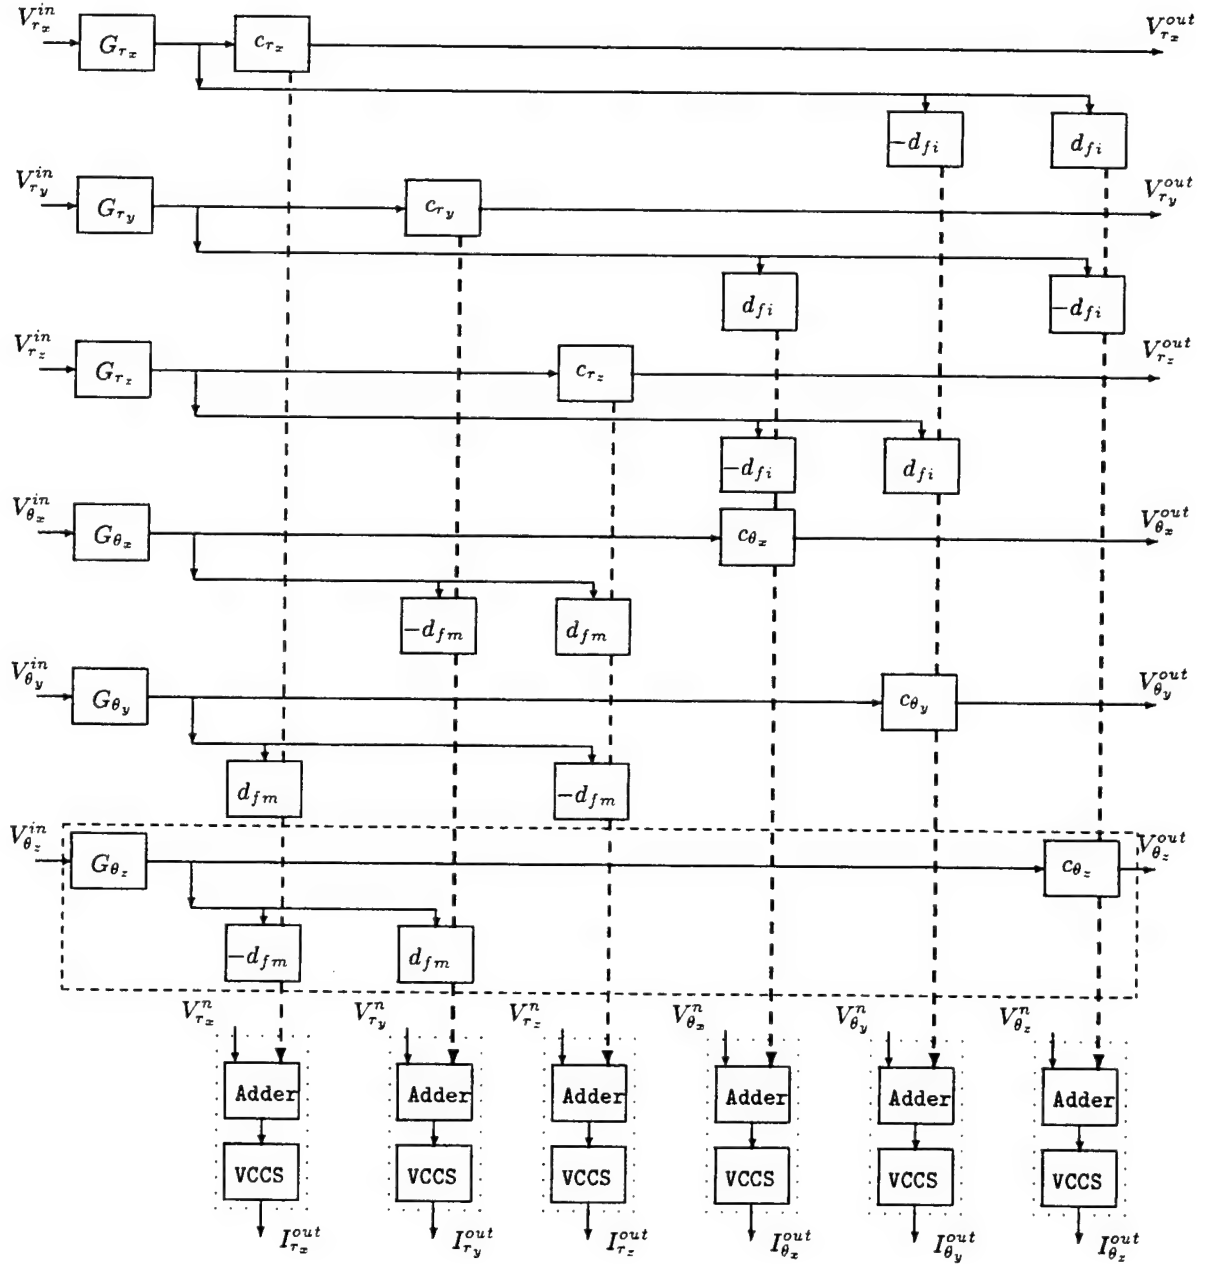 V_{r_x}^{in} G_{r_x} c_{r_x} V_{r_x}^{out}
-d_{fi} d_{fi}
V_{r_y}^{in} G_{r_y} c_{r_y} V_{r_y}^{out}
d_{fi} -d_{fi}
V_{r_z}^{in} G_{r_z} c_{r_z} V_{r_z}^{out}
-d_{fi} d_{fi}
V_{θ_x}^{in} G_{θ_x} c_{θ_x} V_{θ_x}^{out}
-d_{fm} d_{fm}
V_{θ_y}^{in} G_{θ_y} c_{θ_y} V_{θ_y}^{out}
d_{fm} -d_{fm}
V_{θ_z}^{in} G_{θ_z} c_{θ_z} V_{θ_z}^{out}
-d_{fm} d_{fm}
V_{r_x}^{n} V_{r_y}^{n} V_{r_z}^{n} V_{θ_x}^{n} V_{θ_y}^{n} V_{θ_z}^{n}
Adder Adder Adder Adder Adder Adder
VCCS VCCS VCCS VCCS VCCS VCCS
I_{r_x}^{out} I_{r_y}^{out} I_{r_z}^{out} I_{θ_x}^{out} I_{θ_y}^{out} I_{θ_z}^{out}